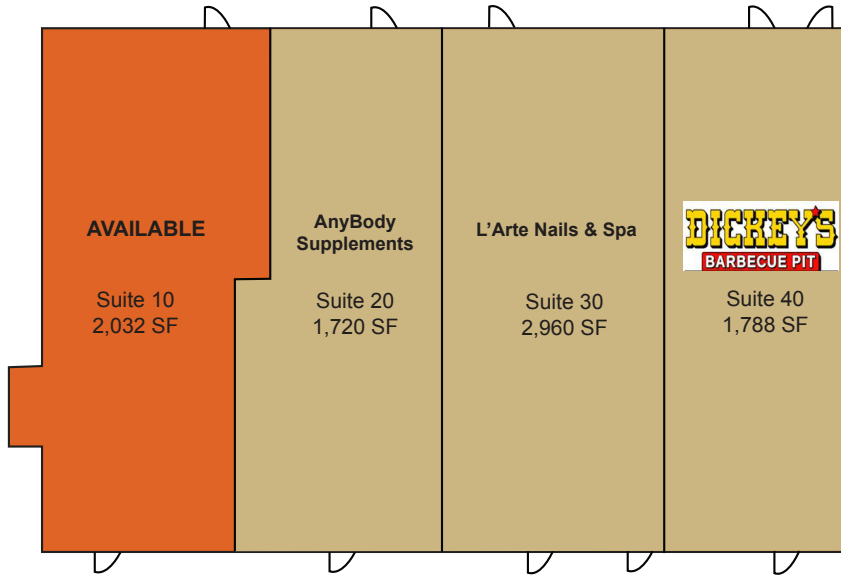 AVAILABLE
Suite 10
2,032 SF
AnyBody
Supplements
Suite 20
1,720 SF
L'Arte Nails & Spa
Suite 30
2,960 SF
DICKEY'S
BARBECUE PIT
Suite 40
1,788 SF